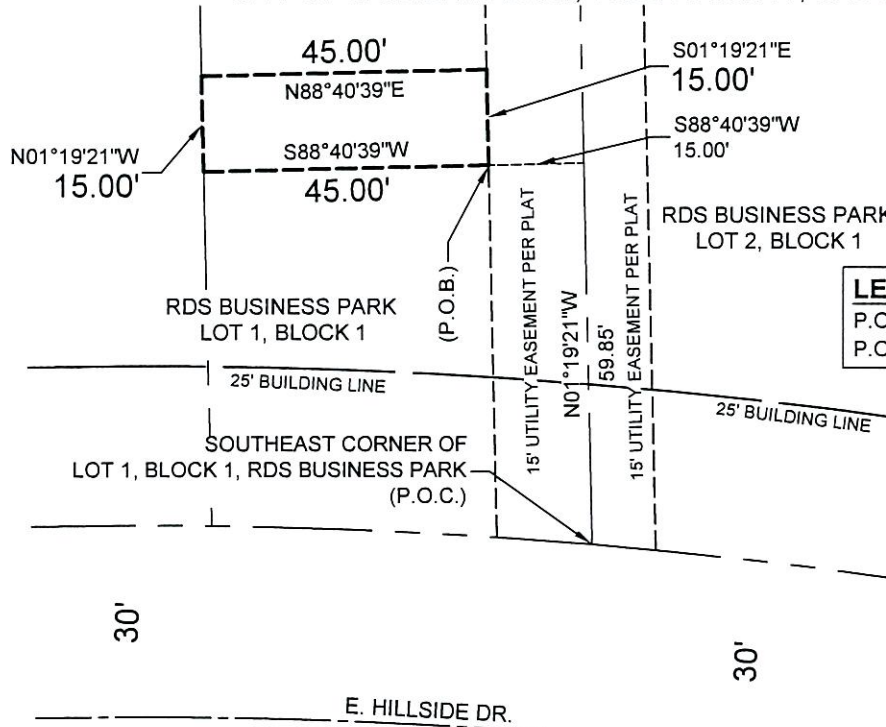 45.00'
N88°40'39"E
S01°19'21"E
15.00'
N01°19'21"W
15.00'
S88°40'39"W
45.00'
S88°40'39"W
15.00'
(P.O.B.)
15' UTILITY EASEMENT PER PLAT
N01°19'21"W
59.85'
15' UTILITY EASEMENT PER PLAT
RDS BUSINESS PARK
LOT 2, BLOCK 1
RDS BUSINESS PARK
LOT 1, BLOCK 1
25' BUILDING LINE
25' BUILDING LINE
SOUTHEAST CORNER OF
LOT 1, BLOCK 1, RDS BUSINESS PARK
(P.O.C.)
30'
30'
E. HILLSIDE DR.